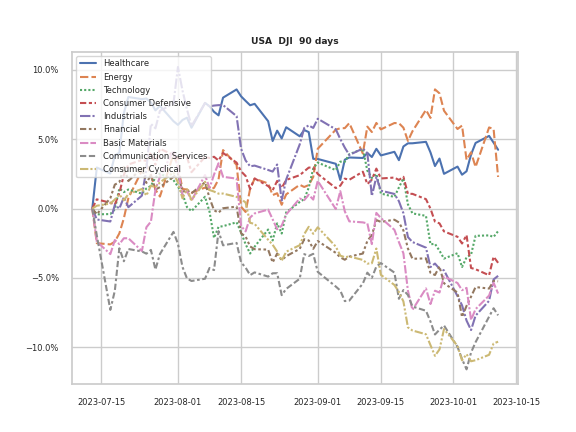 USA DJI 90 days
Healthcare
Energy
Technology
Consumer Defensive
Industrials
Financial
Basic Materials
Communication Services
Consumer Cyclical
10.0%
5.0%
0.0%
−5.0%
−10.0%
2023-07-15 2023-08-01 2023-08-15 2023-09-01 2023-09-15 2023-10-01 2023-10-15